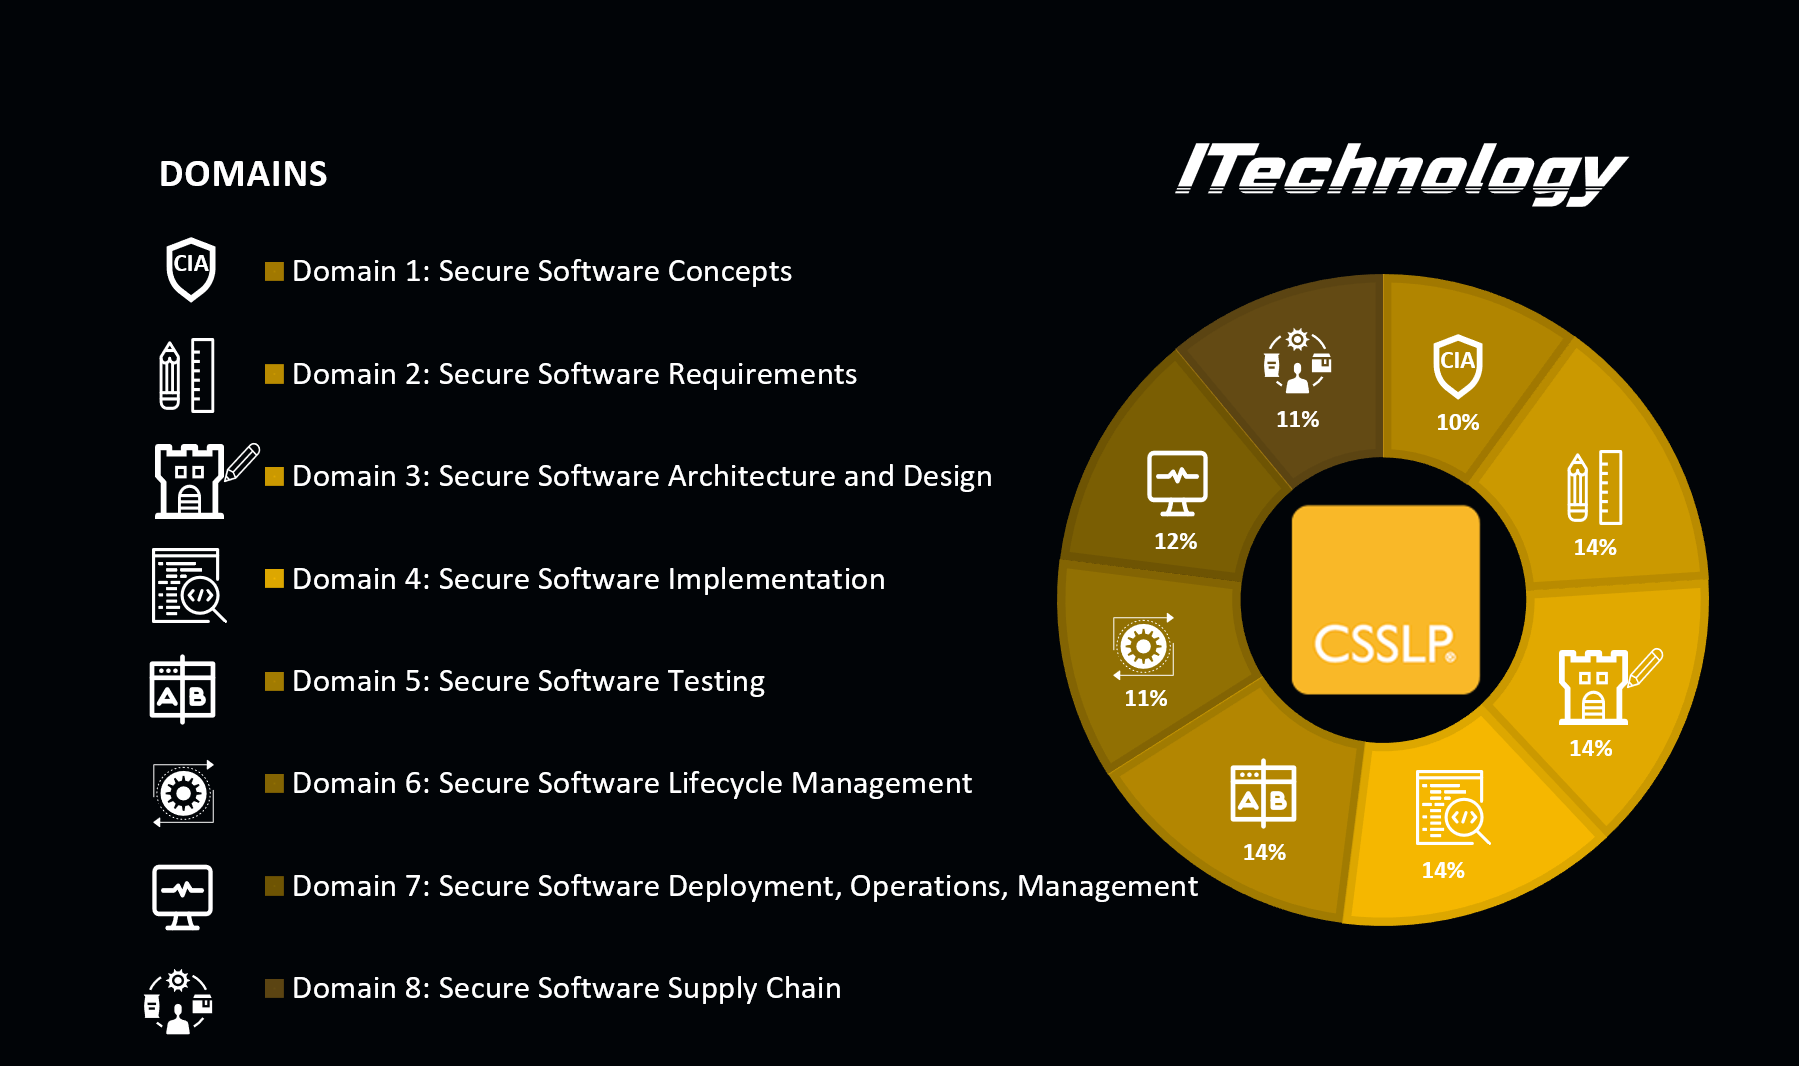 ITechnology
DOMAINS
CIA
Domain 1: Secure Software Concepts
Domain 2: Secure Software Requirements
Domain 3: Secure Software Architecture and Design
Domain 4: Secure Software Implementation
</>
A B
Domain 5: Secure Software Testing
Domain 6: Secure Software Lifecycle Management
Domain 7: Secure Software Deployment, Operations, Management
Domain 8: Secure Software Supply Chain
CIA
10%
14%
14%
</>
14%
A B
14%
11%
12%
11%
CSSLP®